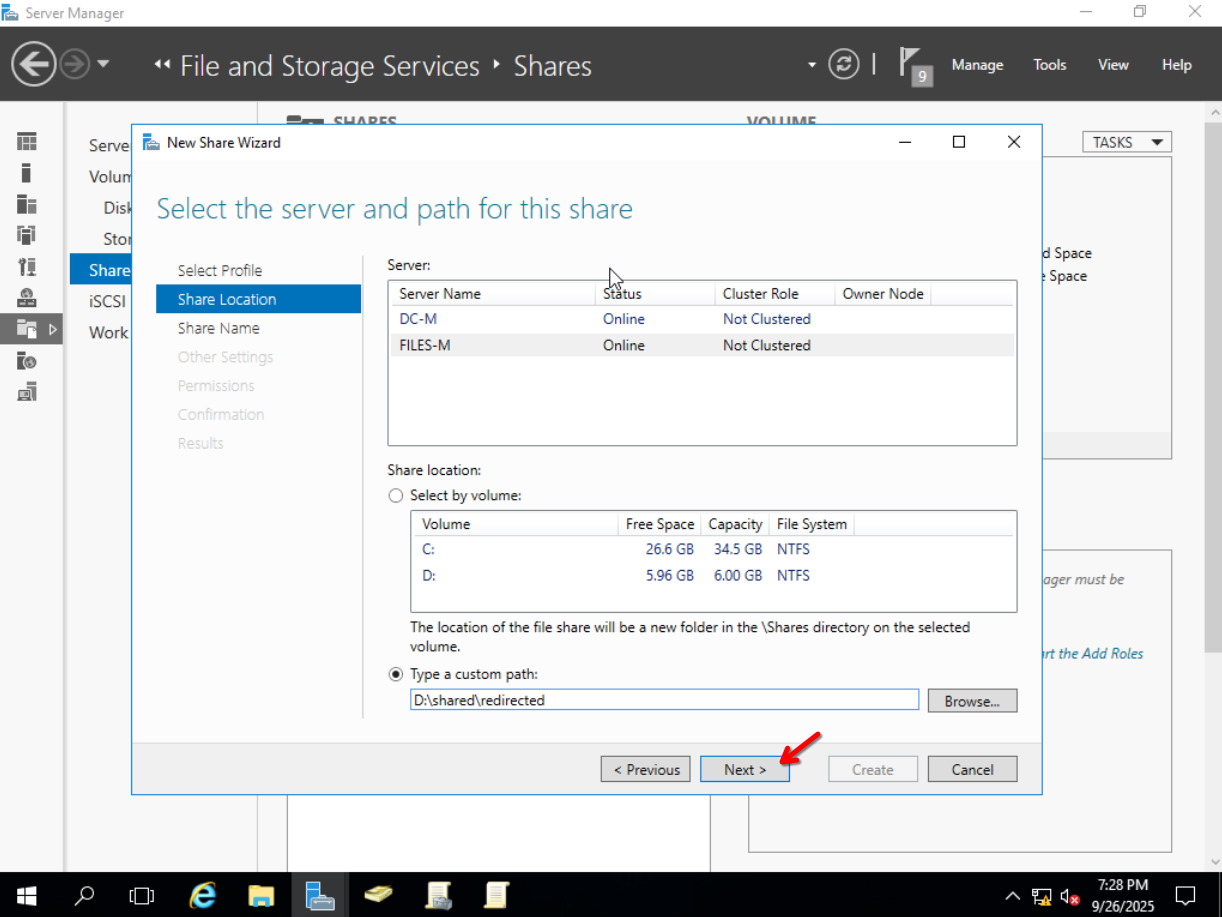 Server Manager
File and Storage Services Shares
9
Manage Tools View Help
SHARES
VOLUME
TASKS
New Share Wizard
Select the server and path for this share
Select Profile
Share Location
Share Name
Other Settings
Permissions
Confirmation
Results
Share
iSCSI
Work
Server:
Server Name Status Cluster Role Owner Node
DC-M Online Not Clustered
FILES-M Online Not Clustered
Share location:
Select by volume:
Volume Free Space Capacity File System
C: 26.6 GB 34.5 GB NTFS
D: 5.96 GB 6.00 GB NTFS
The location of the file share will be a new folder in the \Shares directory on the selected
volume.
Type a custom path:
D:\shared\redirected
Browse...
< Previous
Next >
Create
Cancel
d Space
Space
ager must be
rt the Add Roles
7:28 PM
9/26/2025